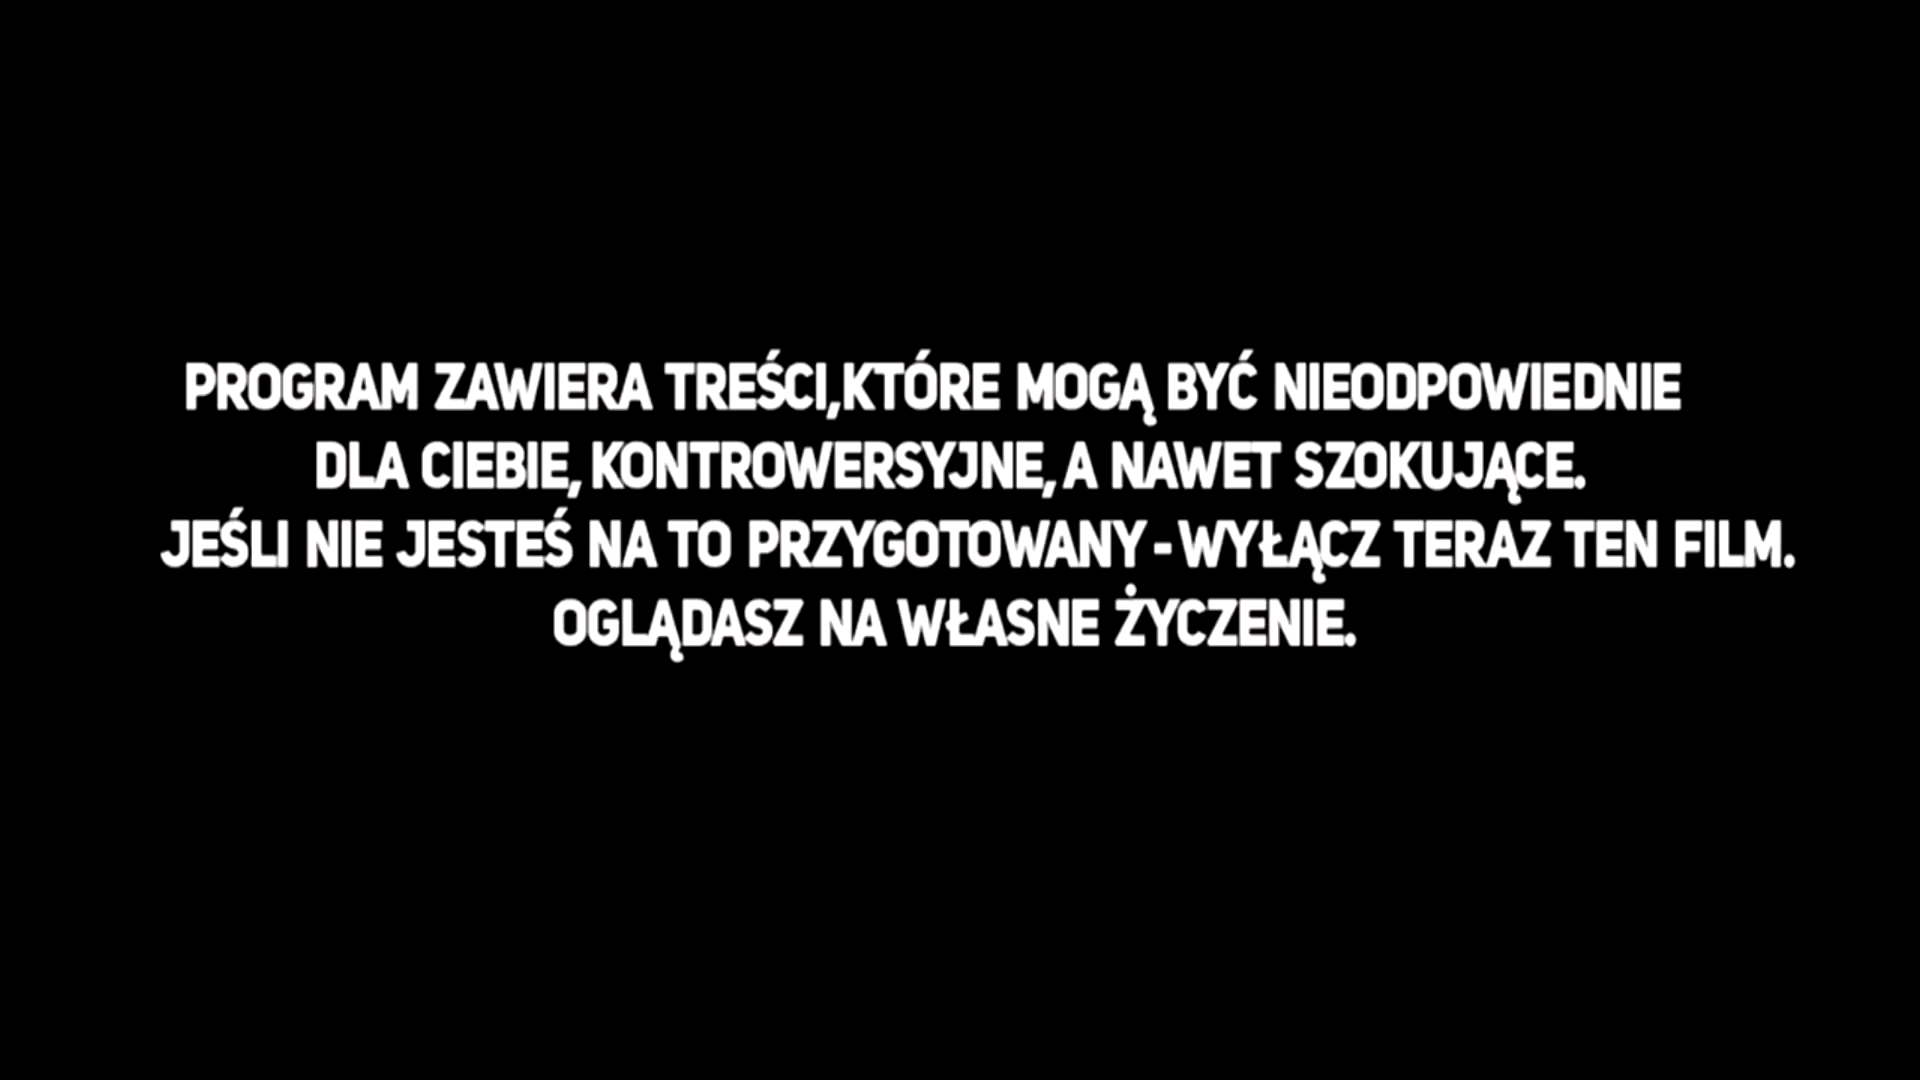 PROGRAM ZAWIERA TREŚCI,KTÓRE MOGĄ BYĆ NIEODPOWIEDNIE
DLA CIEBIE, KONTROWERSYJNE, A NAWET SZOKUJĄCE.
JEŚLI NIE JESTEŚ NA TO PRZYGOTOWANY - WYŁĄCZ TERAZ TEN FILM.
OGLĄDASZ NA WŁASNE ŻYCZENIE.